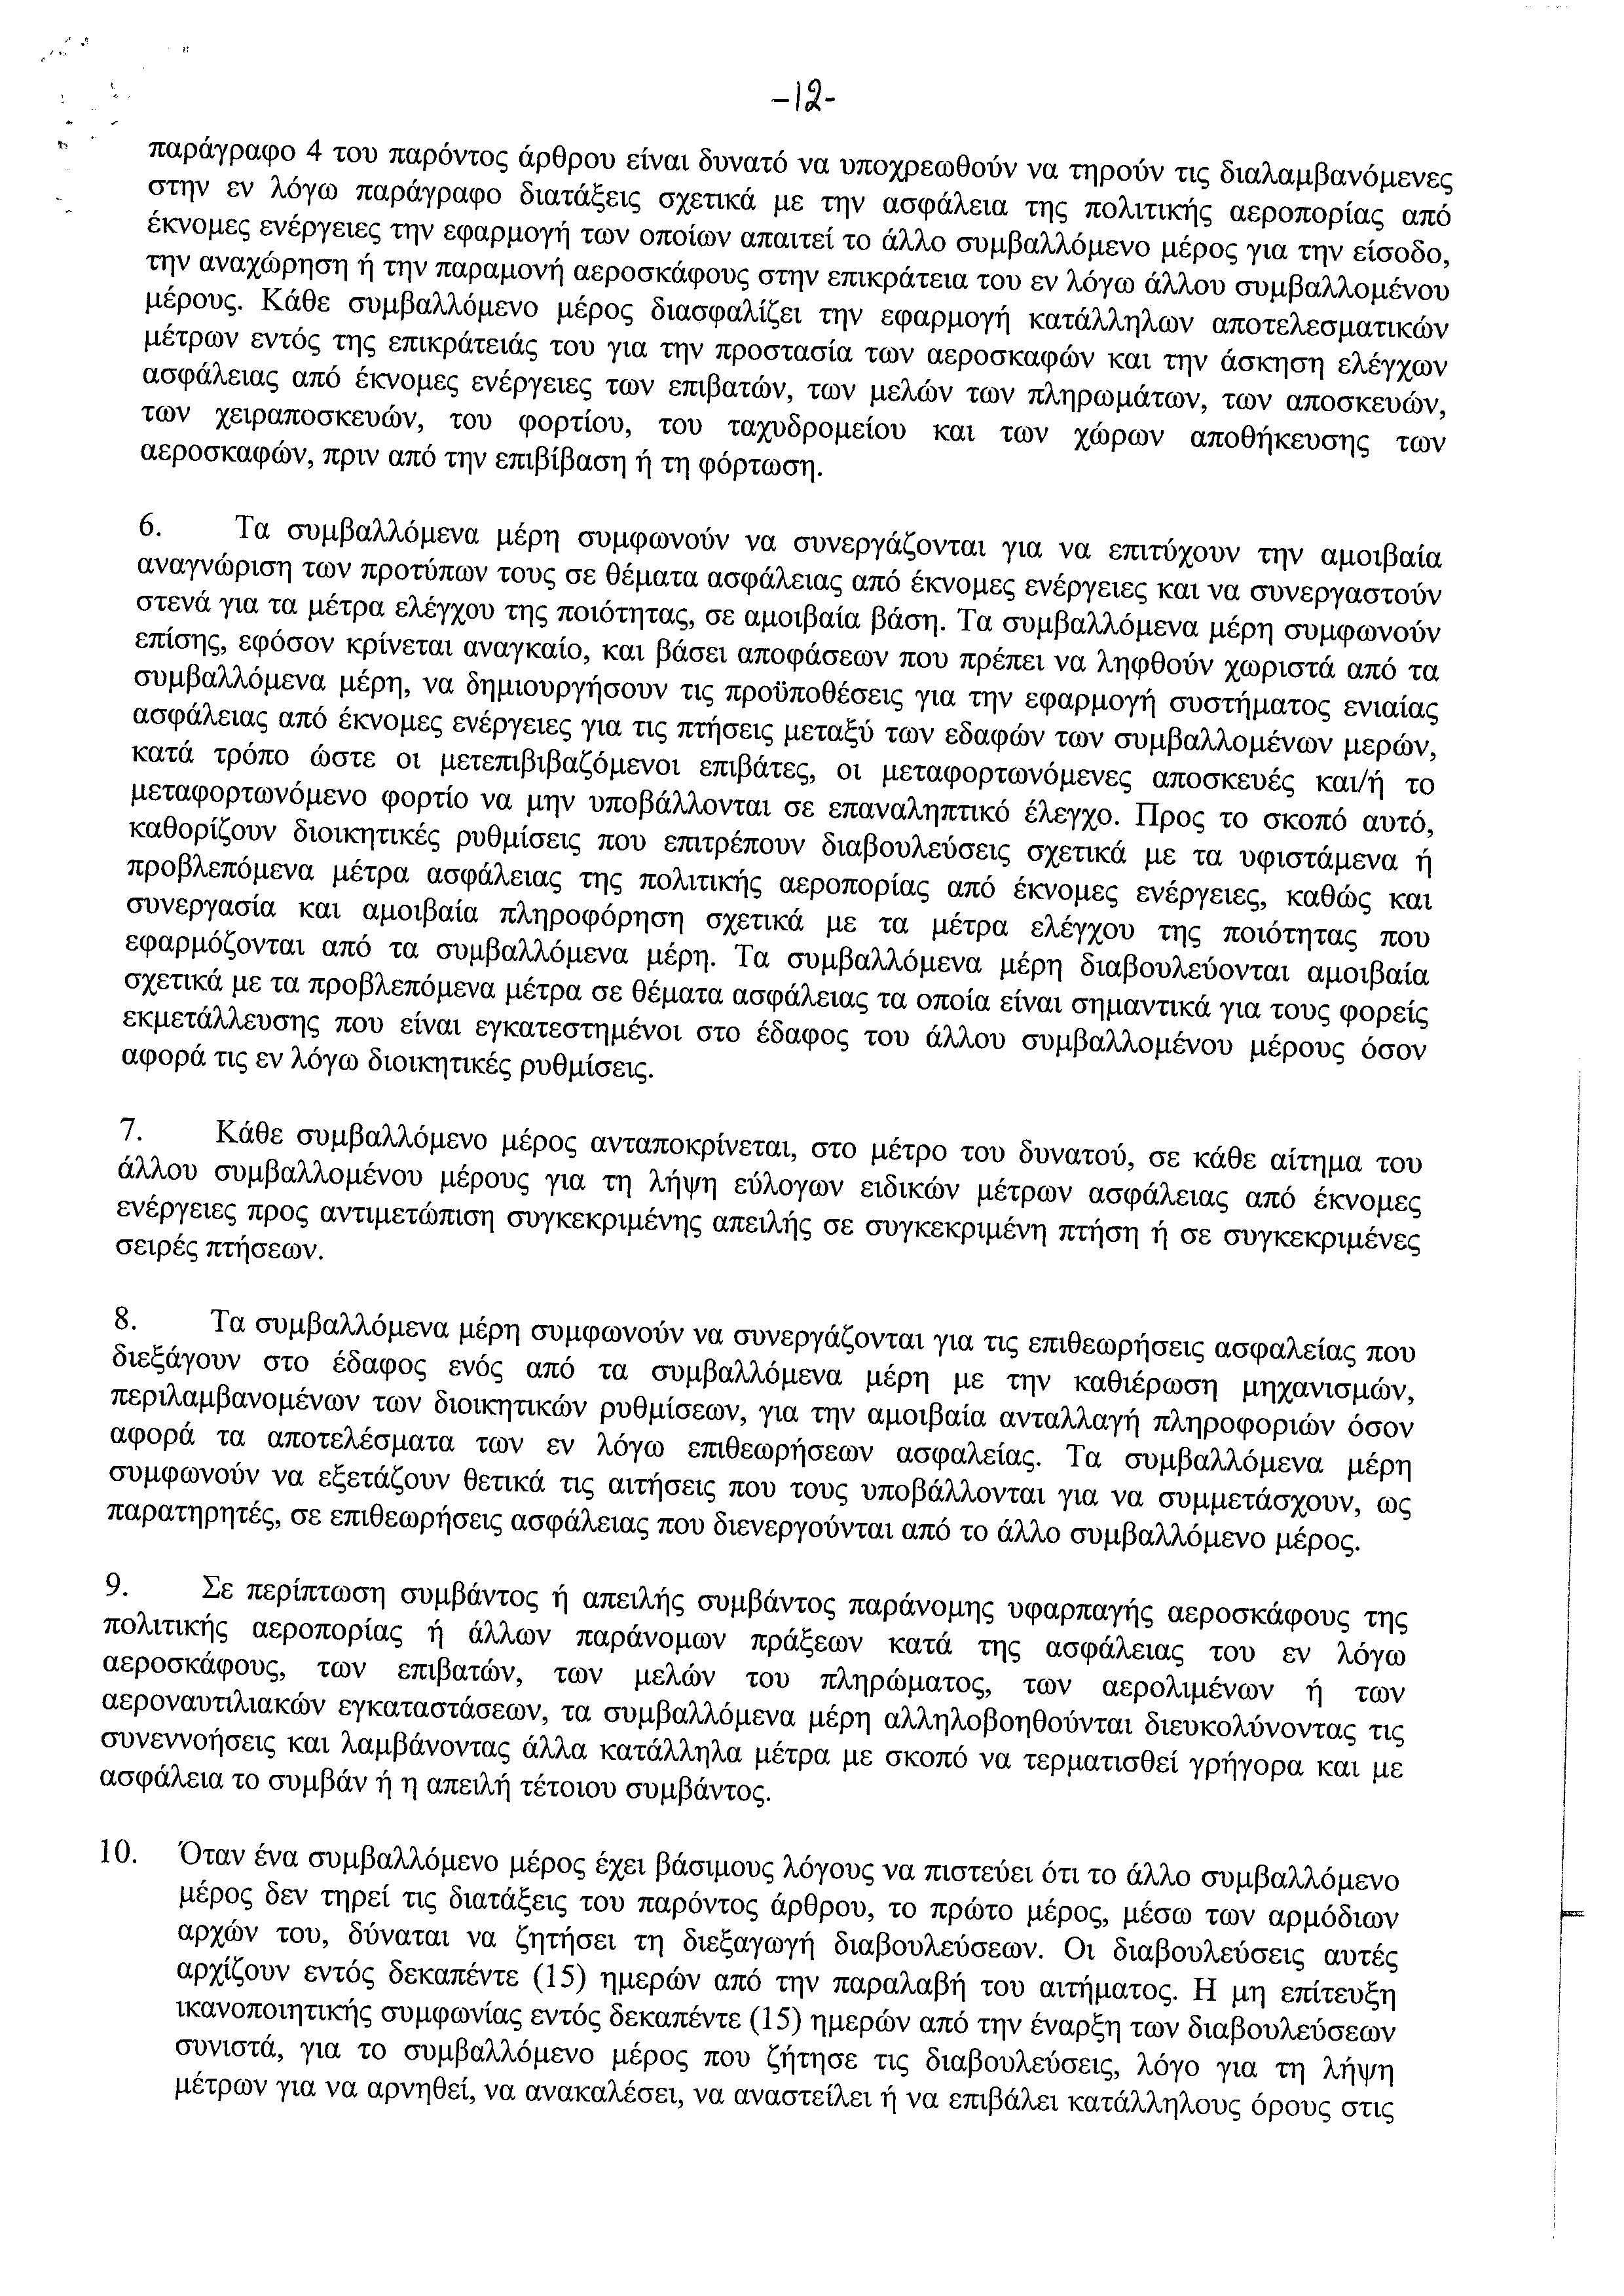 -12-
παράγραφο 4 του παρόντος άρθρου είναι δυνατό να υποχρεωθούν να τηρούν τις διαλαμβανόμενες
στην εν λόγω παράγραφο διατάξεις σχετικά με την ασφάλεια της πολιτικής αεροπορίας από
έκνομες ενέργειες την εφαρμογή των οποίων απαιτεί το άλλο συμβαλλόμενο μέρος για την είσοδο,
την αναχώρηση ή την παραμονή αεροσκάφους στην επικράτεια του εν λόγω άλλου συμβαλλομένου
μέρους. Κάθε συμβαλλόμενο μέρος διασφαλίζει την εφαρμογή κατάλληλων αποτελεσματικών
μέτρων εντός της επικράτειάς του για την προστασία των αεροσκαφών και την άσκηση ελέγχων
ασφάλειας από έκνομες ενέργειες των επιβατών, των μελών των πληρωμάτων, των αποσκευών,
των χειραποσκευών, του φορτίου, του ταχυδρομείου και των χώρων αποθήκευσης των
αεροσκαφών, πριν από την επιβίβαση ή τη φόρτωση.
6. Τα συμβαλλόμενα μέρη συμφωνούν να συνεργάζονται για να επιτύχουν την αμοιβαία
αναγνώριση των προτύπων τους σε θέματα ασφάλειας από έκνομες ενέργειες και να συνεργαστούν
στενά για τα μέτρα ελέγχου της ποιότητας, σε αμοιβαία βάση. Τα συμβαλλόμενα μέρη συμφωνούν
επίσης, εφόσον κρίνεται αναγκαίο, και βάσει αποφάσεων που πρέπει να ληφθούν χωριστά από τα
συμβαλλόμενα μέρη, να δημιουργήσουν τις προϋποθέσεις για την εφαρμογή συστήματος ενιαίας
ασφάλειας από έκνομες ενέργειες για τις πτήσεις μεταξύ των εδαφών των συμβαλλομένων μερών,
κατά τρόπο ώστε οι μετεπιβιβαζόμενοι επιβάτες, οι μεταφορτωνόμενες αποσκευές και/ή το
μεταφορτωνόμενο φορτίο να μην υποβάλλονται σε επαναληπτικό έλεγχο. Προς το σκοπό αυτό,
καθορίζουν διοικητικές ρυθμίσεις που επιτρέπουν διαβουλεύσεις σχετικά με τα υφιστάμενα ή
προβλεπόμενα μέτρα ασφάλειας της πολιτικής αεροπορίας από έκνομες ενέργειες, καθώς και
συνεργασία και αμοιβαία πληροφόρηση σχετικά με τα μέτρα ελέγχου της ποιότητας που
εφαρμόζονται από τα συμβαλλόμενα μέρη. Τα συμβαλλόμενα μέρη διαβουλεύονται αμοιβαία
σχετικά με τα προβλεπόμενα μέτρα σε θέματα ασφάλειας τα οποία είναι σημαντικά για τους φορείς
εκμετάλλευσης που είναι εγκατεστημένοι στο έδαφος του άλλου συμβαλλομένου μέρους όσον
αφορά τις εν λόγω διοικητικές ρυθμίσεις.
7. Κάθε συμβαλλόμενο μέρος ανταποκρίνεται, στο μέτρο του δυνατού, σε κάθε αίτημα του
άλλου συμβαλλομένου μέρους για τη λήψη εύλογων ειδικών μέτρων ασφάλειας από έκνομες
ενέργειες προς αντιμετώπιση συγκεκριμένης απειλής σε συγκεκριμένη πτήση ή σε συγκεκριμένες
σειρές πτήσεων.
8. Τα συμβαλλόμενα μέρη συμφωνούν να συνεργάζονται για τις επιθεωρήσεις ασφαλείας που
διεξάγουν στο έδαφος ενός από τα συμβαλλόμενα μέρη με την καθιέρωση μηχανισμών,
περιλαμβανομένων των διοικητικών ρυθμίσεων, για την αμοιβαία ανταλλαγή πληροφοριών όσον
αφορά τα αποτελέσματα των εν λόγω επιθεωρήσεων ασφαλείας. Τα συμβαλλόμενα μέρη
συμφωνούν να εξετάζουν θετικά τις αιτήσεις που τους υποβάλλονται για να συμμετάσχουν, ως
παρατηρητές, σε επιθεωρήσεις ασφάλειας που διενεργούνται από το άλλο συμβαλλόμενο μέρος.
9. Σε περίπτωση συμβάντος ή απειλής συμβάντος παράνομης υφαρπαγής αεροσκάφους της
πολιτικής αεροπορίας ή άλλων παράνομων πράξεων κατά της ασφάλειας του εν λόγω
αεροσκάφους, των επιβατών, των μελών του πληρώματος, των αερολιμένων ή των
αεροναυτιλιακών εγκαταστάσεων, τα συμβαλλόμενα μέρη αλληλοβοηθούνται διευκολύνοντας τις
συνεννοήσεις και λαμβάνοντας άλλα κατάλληλα μέτρα με σκοπό να τερματισθεί γρήγορα και με
ασφάλεια το συμβάν ή η απειλή τέτοιου συμβάντος.
10. Όταν ένα συμβαλλόμενο μέρος έχει βάσιμους λόγους να πιστεύει ότι το άλλο συμβαλλόμενο
μέρος δεν τηρεί τις διατάξεις του παρόντος άρθρου, το πρώτο μέρος, μέσω των αρμόδιων
αρχών του, δύναται να ζητήσει τη διεξαγωγή διαβουλεύσεων. Οι διαβουλεύσεις αυτές
αρχίζουν εντός δεκαπέντε (15) ημερών από την παραλαβή του αιτήματος. Η μη επίτευξη
ικανοποιητικής συμφωνίας εντός δεκαπέντε (15) ημερών από την έναρξη των διαβουλεύσεων
συνιστά, για το συμβαλλόμενο μέρος που ζήτησε τις διαβουλεύσεις, λόγο για τη λήψη
μέτρων για να αρνηθεί, να ανακαλέσει, να αναστείλει ή να επιβάλει κατάλληλους όρους στις